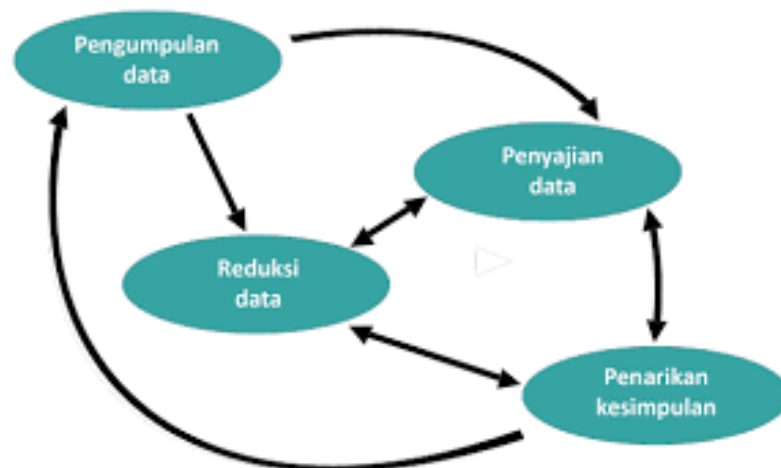 Pengumpulan
data
Penyajian
data
Reduksi
data
Penarikan
kesimpulan